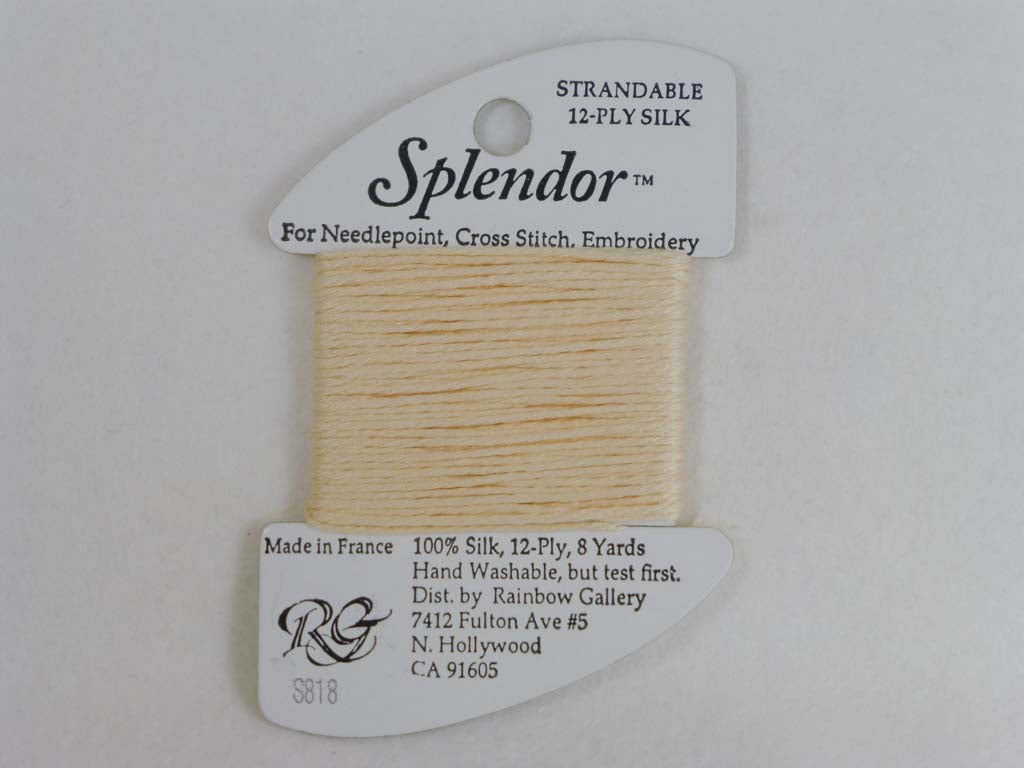 STRANDABLE
12-PLY SILK
Splendor™
For Needlepoint, Cross Stitch, Embroidery
Made in France
100% Silk, 12-Ply, 8 Yards
Hand Washable, but test first.
Dist. by Rainbow Gallery
7412 Fulton Ave #5
N. Hollywood
CA 91605
RG
S818